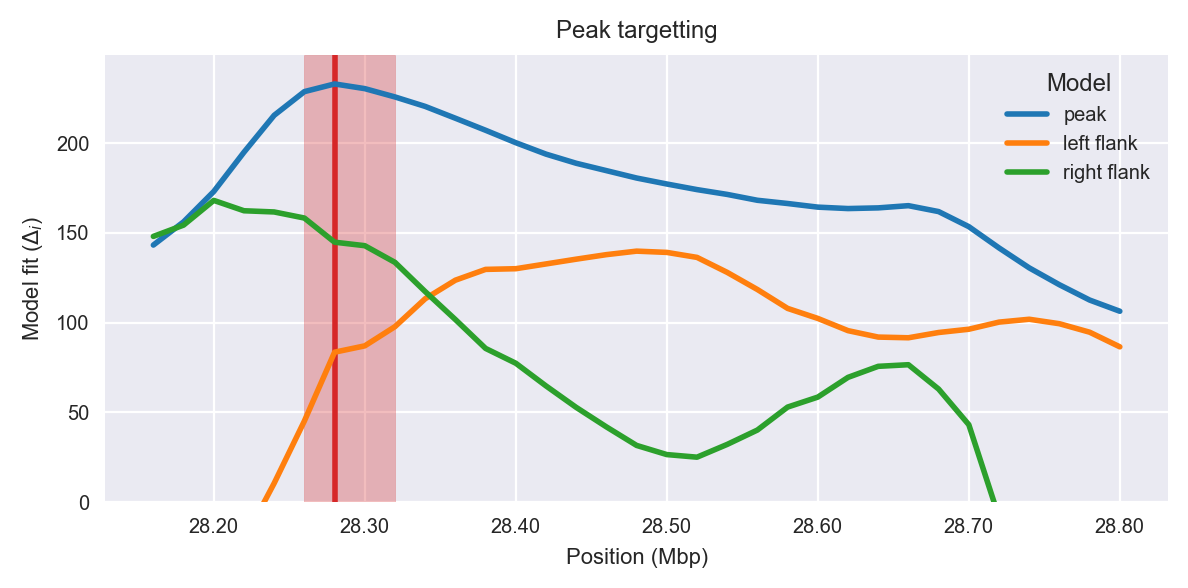 Peak targetting
Model
peak
left flank
right flank
Model fit (Δi)
200
150
100
50
0
28.20 28.30 28.40 28.50 28.60 28.70 28.80
Position (Mbp)